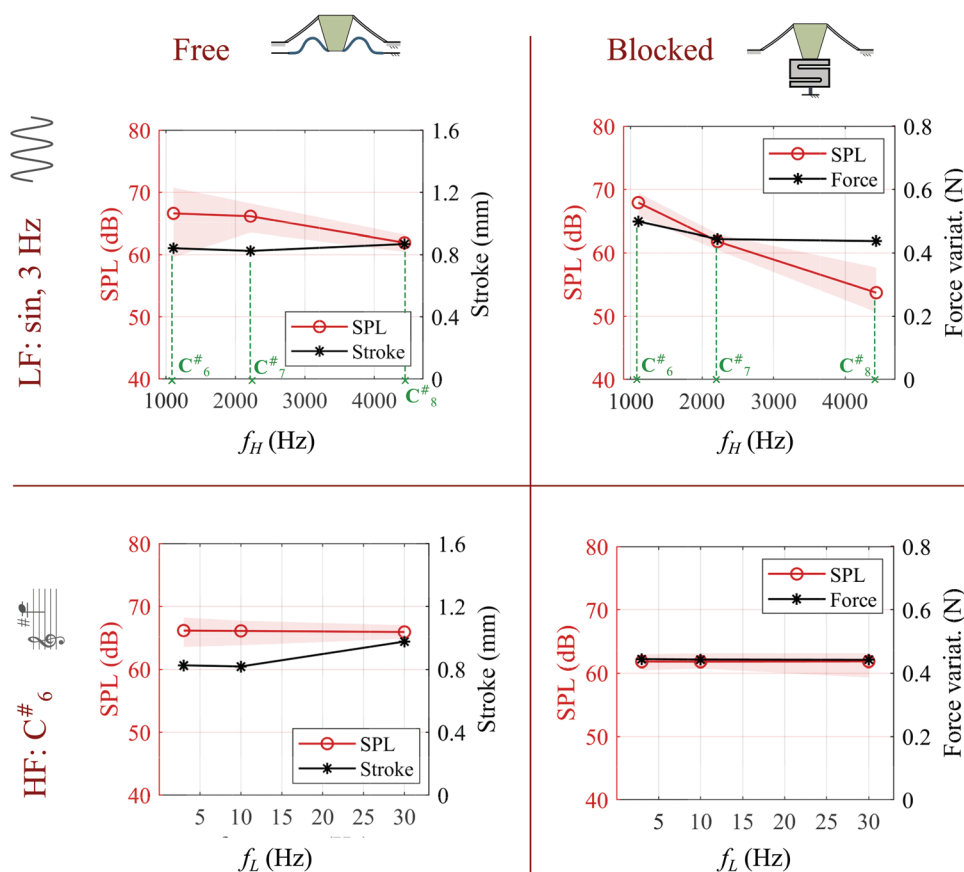 Free
Blocked
LF: sin, 3 Hz
80
70
60
50
40
SPL (dB)
1.6
1.2
0.8
0.4
0
Stroke (mm)
SPL
Stroke
C#6
C#7
C#8
1000 2000 3000 4000
fH (Hz)
80
70
60
50
40
SPL (dB)
0.8
0.6
0.4
0.2
0
Force variat. (N)
SPL
Force
C#6
C#7
C#8
1000 2000 3000 4000
fH (Hz)
HF: C#6
#
80
70
60
50
40
SPL (dB)
1.6
1.2
0.8
0.4
0
Stroke (mm)
SPL
Stroke
5 10 15 20 25 30
fL (Hz)
80
70
60
50
40
SPL (dB)
0.8
0.6
0.4
0.2
0
Force variat. (N)
SPL
Force
5 10 15 20 25 30
fL (Hz)